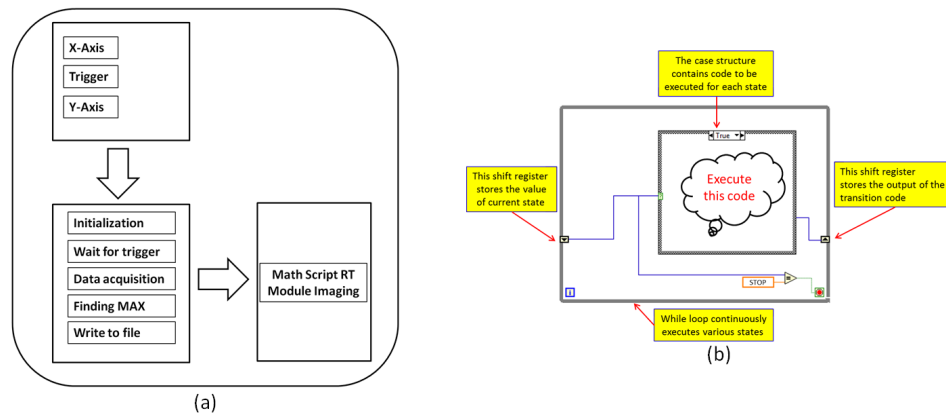 X-Axis
Trigger
Y-Axis
Initialization
Wait for trigger
Data acquisition
Finding MAX
Write to file
Math Script RT
Module Imaging
(a)
The case structure
contains code to be
executed for each state
True
This shift register
stores the value
of current state
Execute
this code
This shift register
stores the output of the
transition code
STOP
=
i
While loop continuously
executes various states
(b)